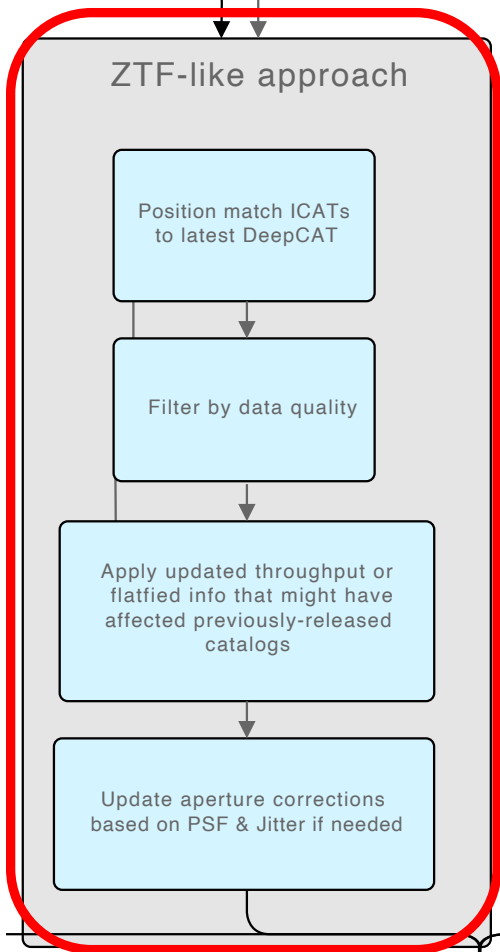 ZTF-like approach
Position match ICATs
to latest DeepCAT
Filter by data quality
Apply updated throughput or
flatfied info that might have
affected previously-released
catalogs
Update aperture corrections
based on PSF & Jitter if needed